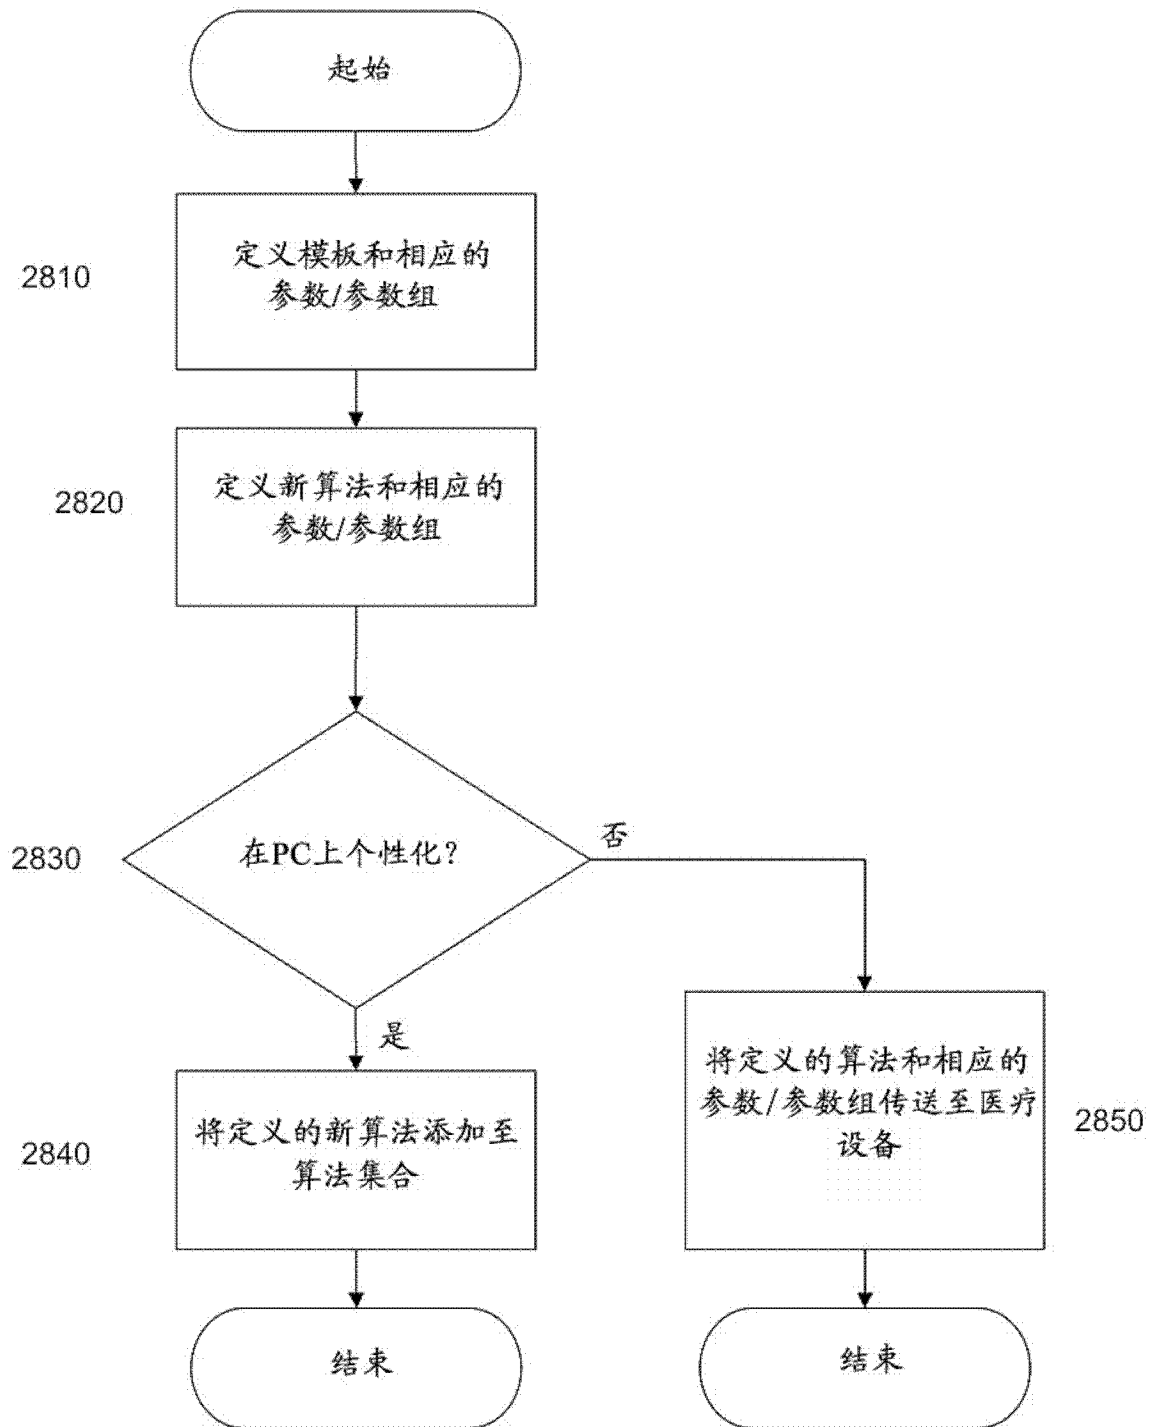 起始
2810
定义模板和相应的
参数/参数组
2820
定义新算法和相应的
参数/参数组
2830
在PC上个性化?
否
是
2840
将定义的新算法添加至
算法集合
将定义的算法和相应的
参数/参数组传送至医疗
设备
2850
结束
结束